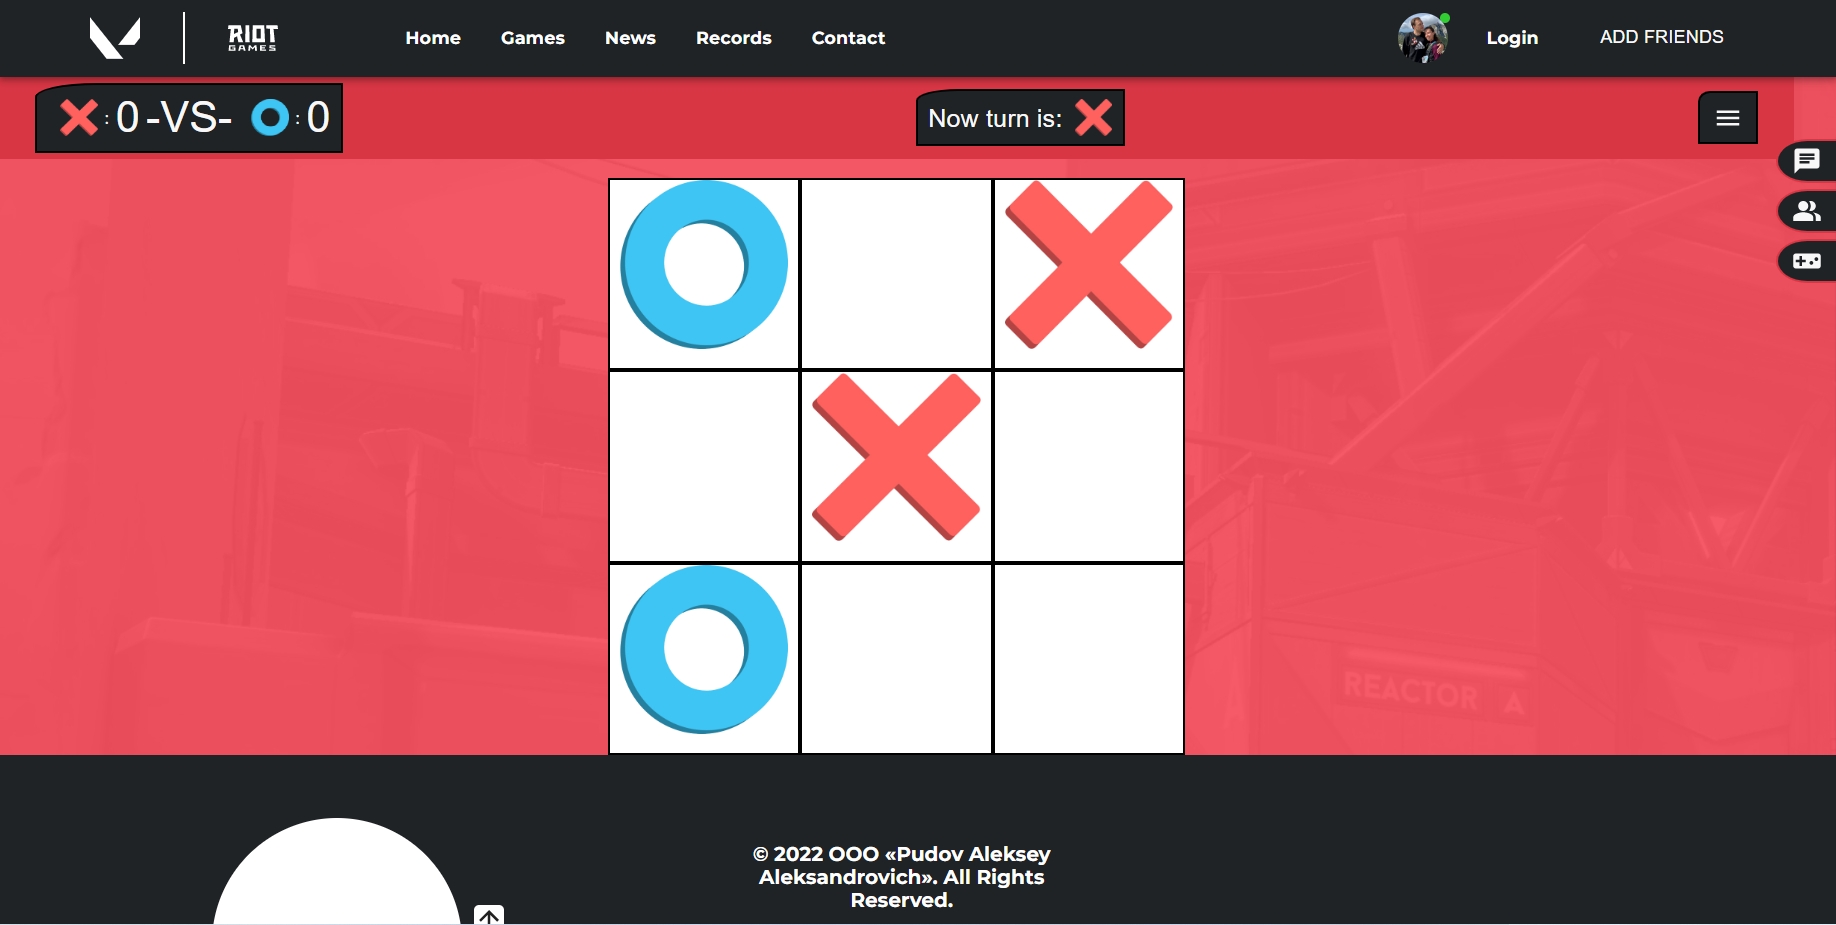 RIOT
GAMES
Home
Games
News
Records
Contact
Login
ADD FRIENDS
: 0 -VS- : 0
Now turn is:
REACTOR A
© 2022 ООО «Pudov Aleksey
Aleksandrovich». All Rights
Reserved.